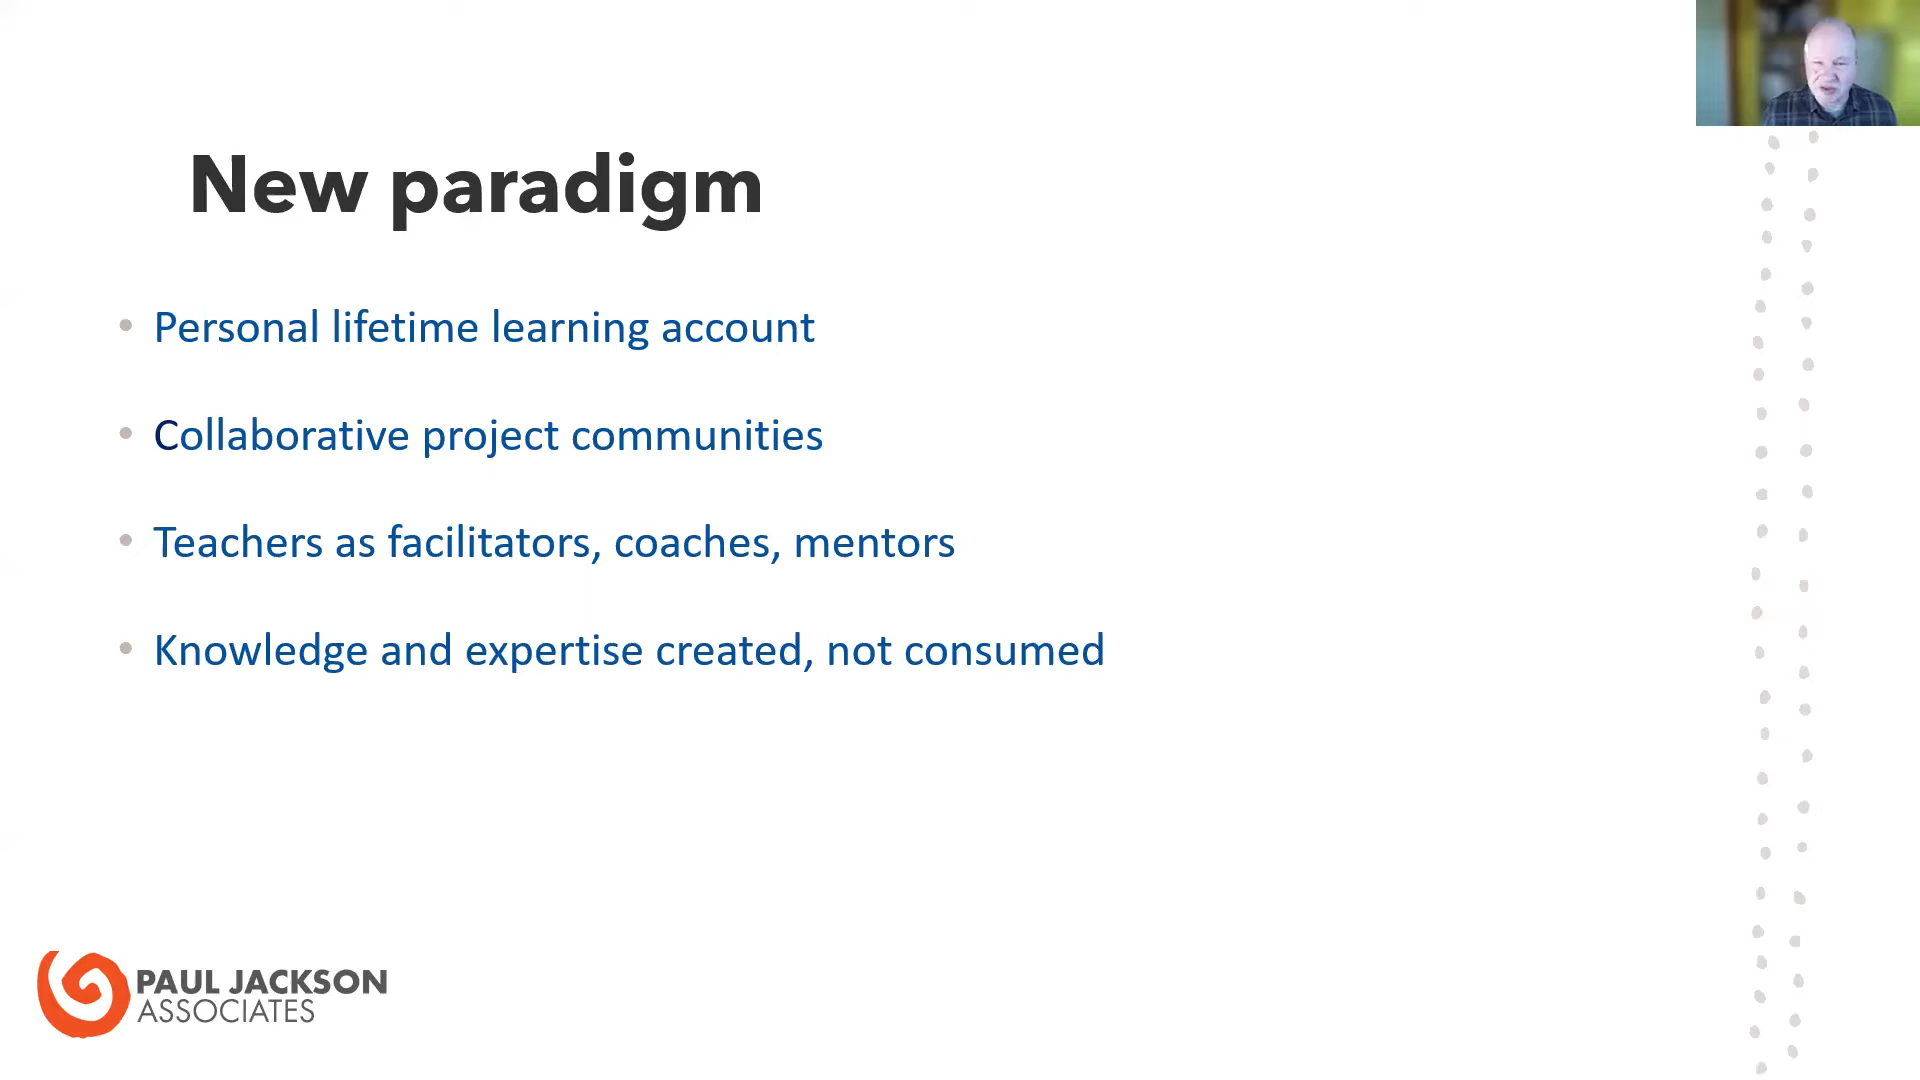 New paradigm
• Personal lifetime learning account
• Collaborative project communities
• Teachers as facilitators, coaches, mentors
• Knowledge and expertise created, not consumed
PAUL JACKSON
ASSOCIATES